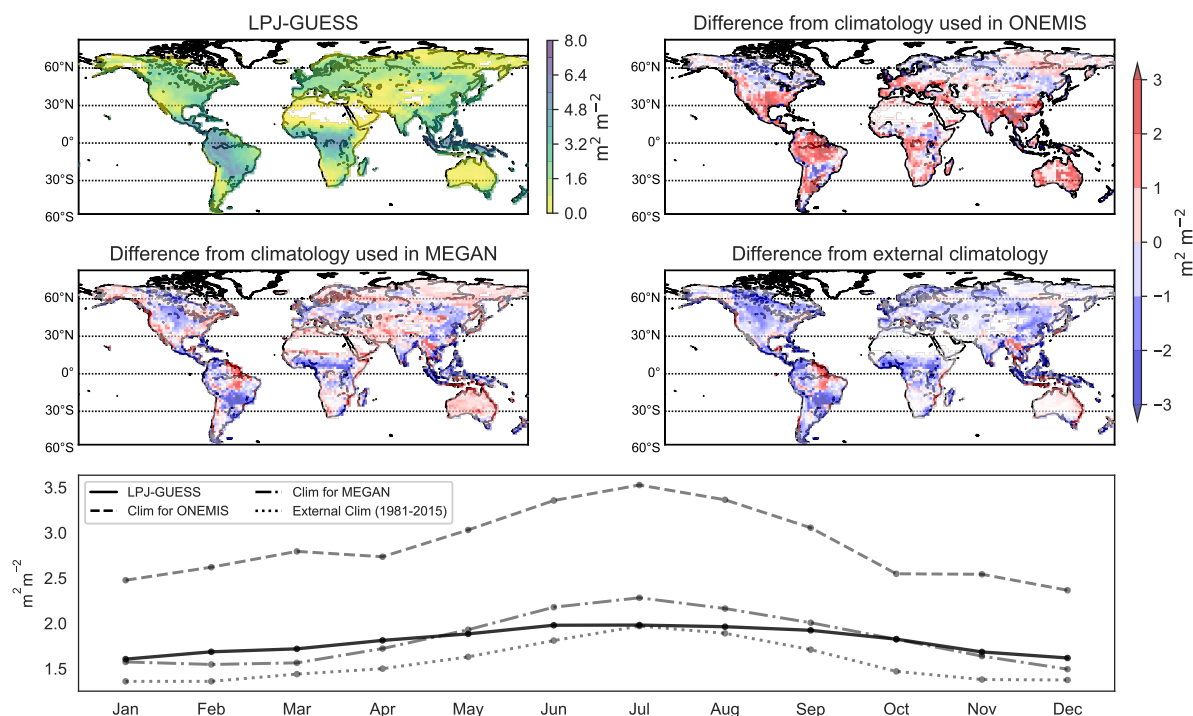 LPJ-GUESS
60°N
30°N
0°
30°S
60°S
8.0
6.4
4.8
3.2
1.6
0.0
m² m⁻²
Difference from climatology used in ONEMIS
60°N
30°N
0°
30°S
60°S
Difference from climatology used in MEGAN
60°N
30°N
0°
30°S
60°S
Difference from external climatology
60°N
30°N
0°
30°S
60°S
3
2
1
0
−1
−2
−3
m² m⁻²
3.5
3.0
2.5
2.0
1.5
m² m⁻²
LPJ-GUESS
Clim for ONEMIS
Clim for MEGAN
External Clim (1981-2015)
Jan Feb Mar Apr May Jun Jul Aug Sep Oct Nov Dec